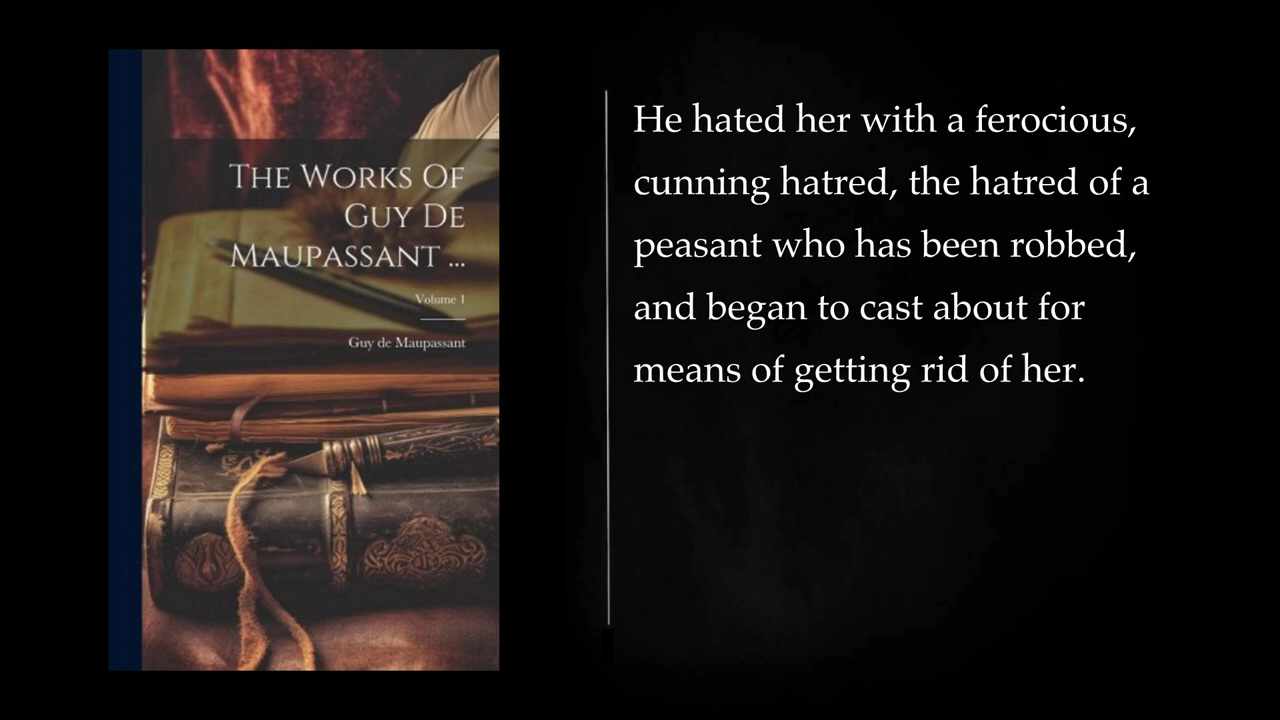 The Works Of
Guy De
Maupassant ...
Volume 1
Guy de Maupassant
He hated her with a ferocious,
cunning hatred, the hatred of a
peasant who has been robbed,
and began to cast about for
means of getting rid of her.